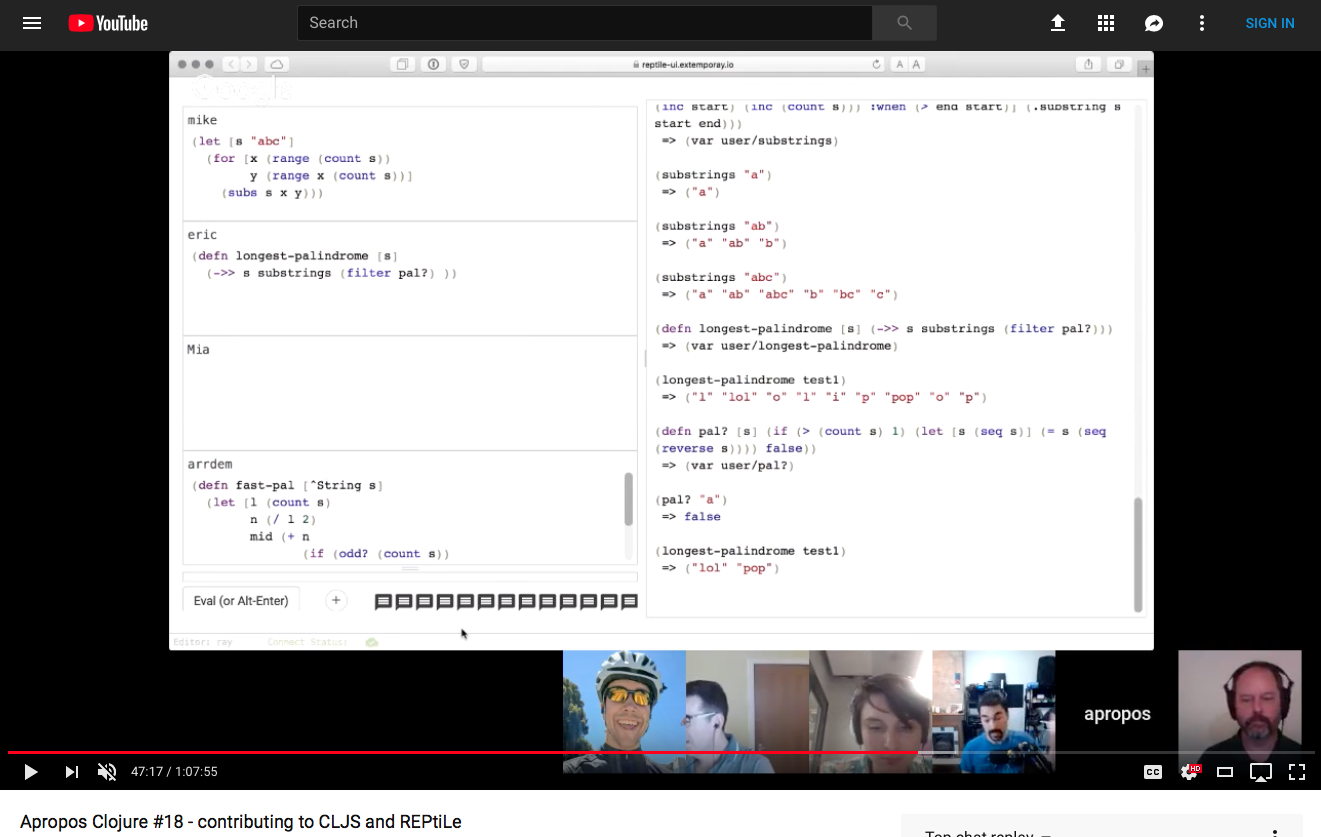 YouTube
Search
SIGN IN
reptile-ui.extemporay.io
A A
mike
(let [s "abc"]
(for [x (range (count s))
y (range x (count s))]
(subs s x y)))
eric
(defn longest-palindrome [s]
(->> s substrings (filter pal?) ))
Mia
arrdem
(defn fast-pal [^String s]
(let [l (count s)
n (/ l 2)
mid (+ n
(if (odd? (count s))
Eval (or Alt-Enter)
+
Editor: ray
Connect Status:
(inc start) (inc (count s))) :when (> end start)] (.substring s
start end)))
=> (var user/substrings)
(substrings "a")
=> ("a")
(substrings "ab")
=> ("a" "ab" "b")
(substrings "abc")
=> ("a" "ab" "abc" "b" "bc" "c")
(defn longest-palindrome [s] (->> s substrings (filter pal?)))
=> (var user/longest-palindrome)
(longest-palindrome test1)
=> ("l" "lol" "o" "l" "i" "p" "pop" "o" "p")
(defn pal? [s] (if (> (count s) 1) (let [s (seq s)] (= s (seq
(reverse s)))) false))
=> (var user/pal?)
(pal? "a")
=> false
(longest-palindrome test1)
=> ("lol" "pop")
apropos
47:17 / 1:07:55
CC
HD
Apropos Clojure #18 - contributing to CLJS and REPtiLe
Top chat replay